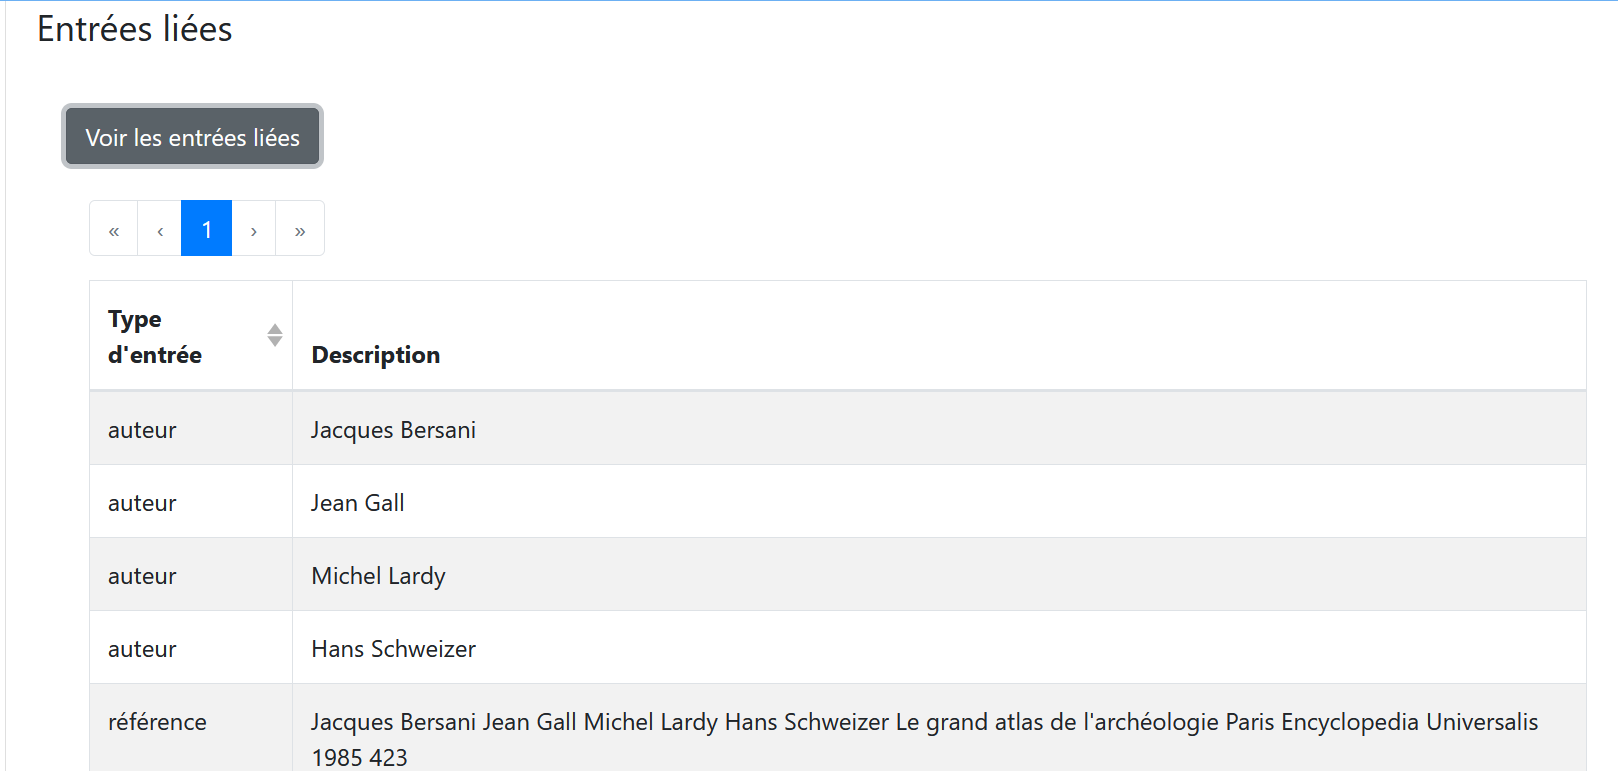 Entrées liées
Voir les entrées liées
« ‹ 1 › »
Type
d'entrée
Description
auteur Jacques Bersani
auteur Jean Gall
auteur Michel Lardy
auteur Hans Schweizer
référence Jacques Bersani Jean Gall Michel Lardy Hans Schweizer Le grand atlas de l'archéologie Paris Encyclopedia Universalis
1985 423